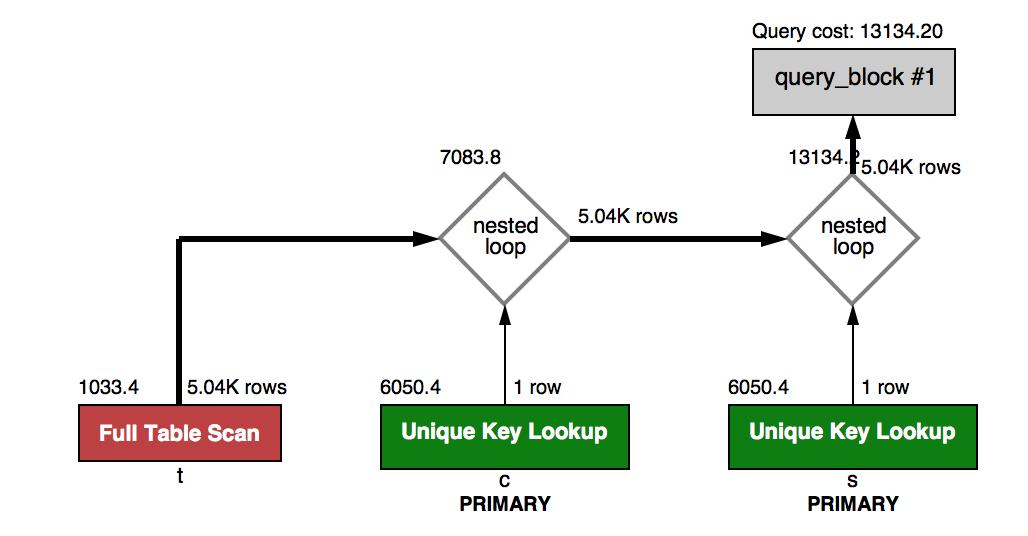 Query cost: 13134.20
query_block #1
7083.8
13134.2
5.04K rows
nested
loop
5.04K rows
nested
loop
1033.4
5.04K rows
6050.4
1 row
6050.4
1 row
Full Table Scan
Unique Key Lookup
Unique Key Lookup
t
c
s
PRIMARY
PRIMARY